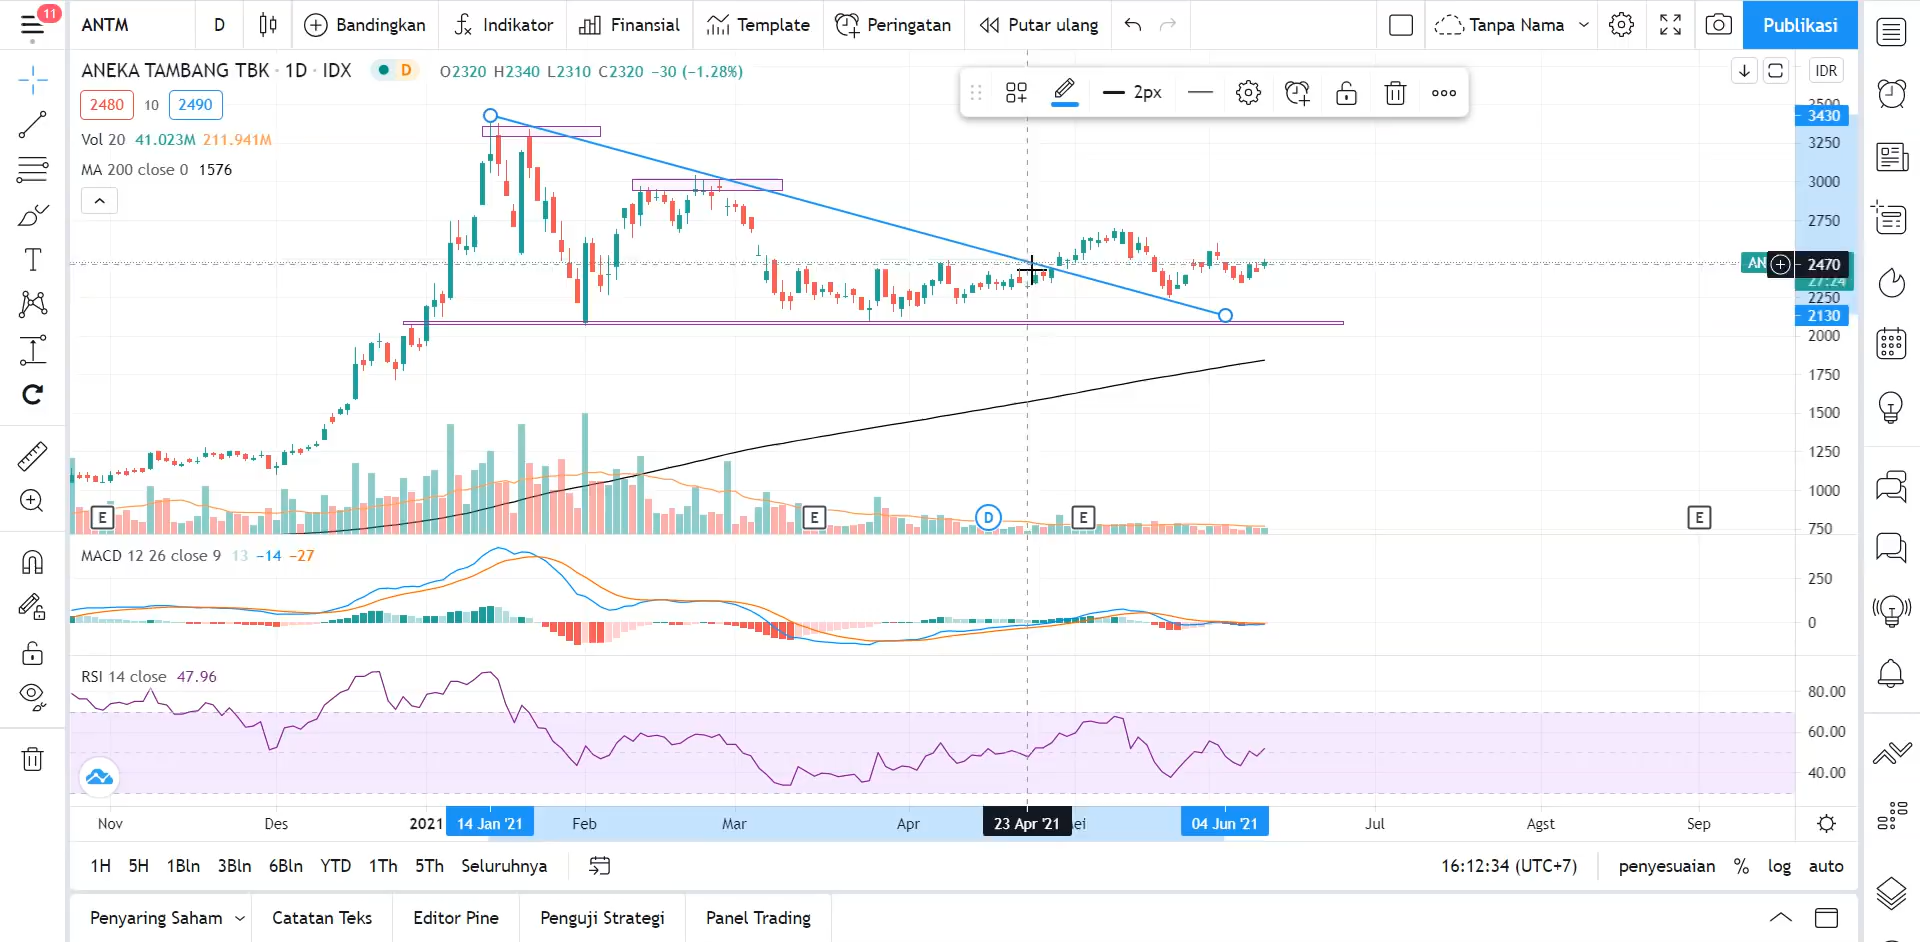 11
ANTM
D
Bandingkan
Indikator
Finansial
Template
Peringatan
Putar ulang
Tanpa Nama
Publikasi
ANEKA TAMBANG TBK · 1D · IDX
D
O2320 H2340 L2310 C2320 −30 (−1.28%)
2480 10 2490
Vol 20 41.023M 211.941M
MA 200 close 0 1576
2px
IDR
3500
3430
3250
3000
2750
AN
2470
27:24
2250
2130
2000
1750
1500
1250
1000
750
E
E
D
E
E
MACD 12 26 close 9 13 −14 −27
250
0
RSI 14 close 47.96
80.00
60.00
40.00
Nov
Des
2021
14 Jan '21
Feb
Mar
Apr
23 Apr '21
ei
04 Jun '21
Jul
Agst
Sep
1H 5H 1Bln 3Bln 6Bln YTD 1Th 5Th Seluruhnya
16:12:34 (UTC+7)
penyesuaian % log auto
Penyaring Saham
Catatan Teks
Editor Pine
Penguji Strategi
Panel Trading